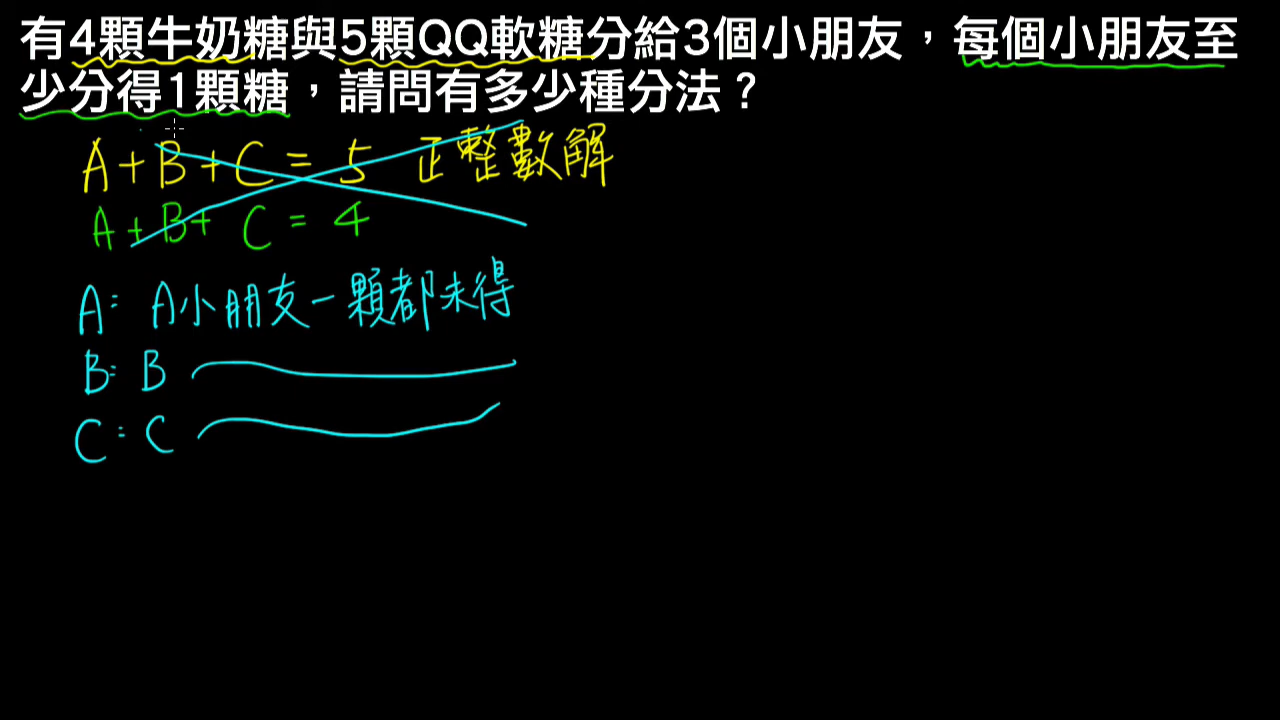 有4顆牛奶糖與5顆QQ軟糖分給3個小朋友，每個小朋友至
少分得1顆糖，請問有多少種分法？
A+B+C=5 正整數解
A+B+C=4
A: A小朋友一顆都未得
B: B
C: C